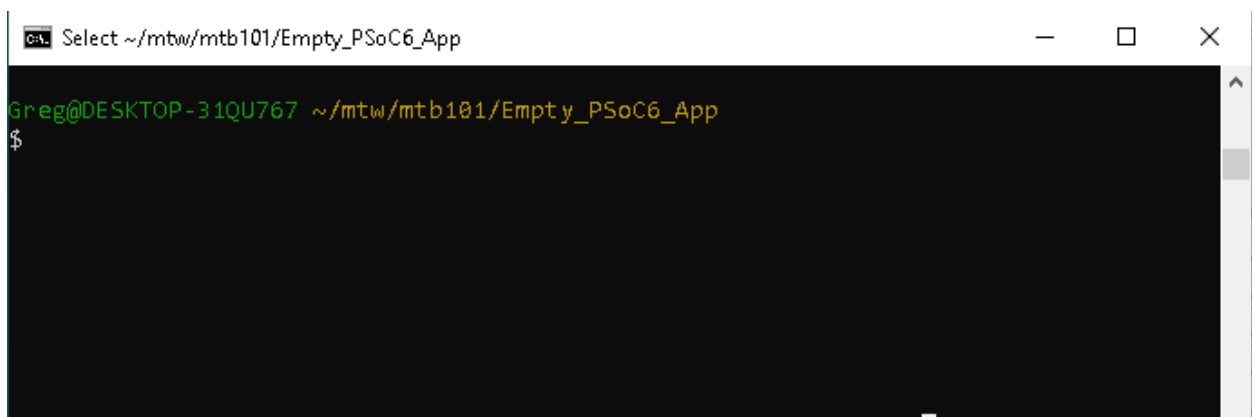 Select ~/mtw/mtb101/Empty_PSoC6_App
Greg@DESKTOP-31QU767 ~/mtw/mtb101/Empty_PSoC6_App
$